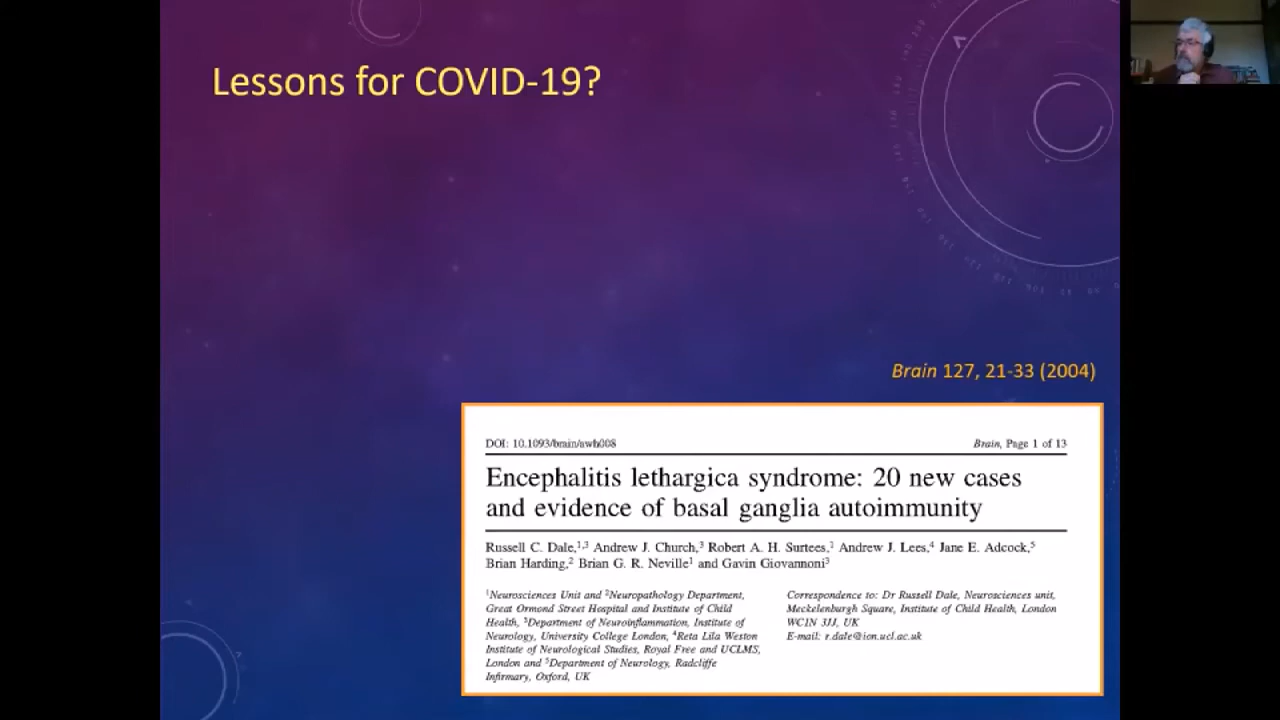 Lessons for COVID-19?
Brain 127, 21-33 (2004)
DOI: 10.1093/brain/awh008
Brain, Page 1 of 13
Encephalitis lethargica syndrome: 20 new cases
and evidence of basal ganglia autoimmunity
Russell C. Dale,1,3 Andrew J. Church,3 Robert A. H. Surtees,1 Andrew J. Lees,4 Jane E. Adcock,5
Brian Harding,2 Brian G. R. Neville1 and Gavin Giovannoni3
1Neurosciences Unit and 2Neuropathology Department,
Great Ormond Street Hospital and Institute of Child
Health, 3Department of Neuroinflammation, Institute of
Neurology, University College London, 4Reta Lila Weston
Institute of Neurological Studies, Royal Free and UCLMS,
London and 5Department of Neurology, Radcliffe
Infirmary, Oxford, UK
Correspondence to: Dr Russell Dale, Neurosciences unit,
Meckelenburgh Square, Institute of Child Health, London
WC1N 3JJ, UK
E-mail: r.dale@ion.ucl.ac.uk